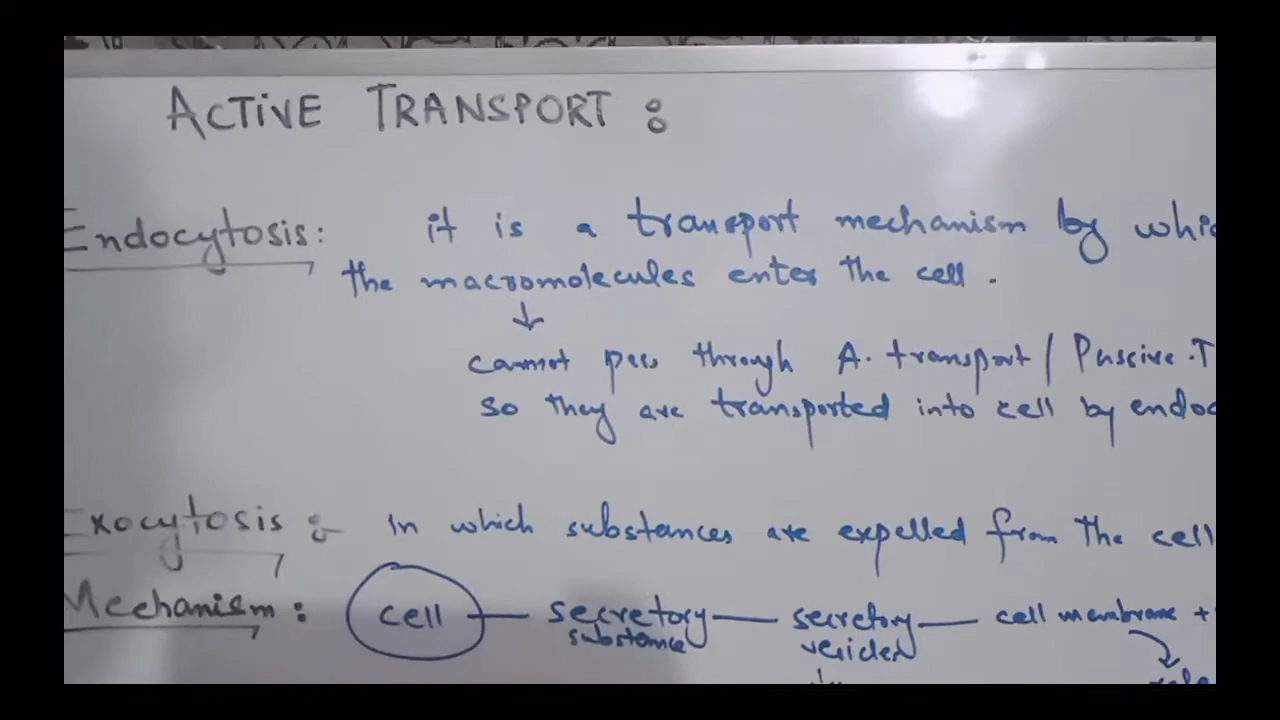 ACTIVE TRANSPORT :
Endocytosis: it is a transport mechanism by whic
the macromolecules enter the cell .
cannot pass through A. transport / Passive .T
so they are transported into cell by endoc
Exocytosis :- In which substances are expelled from the cell
Mechanism : cell — secretory — secretory — cell membrane +
substance